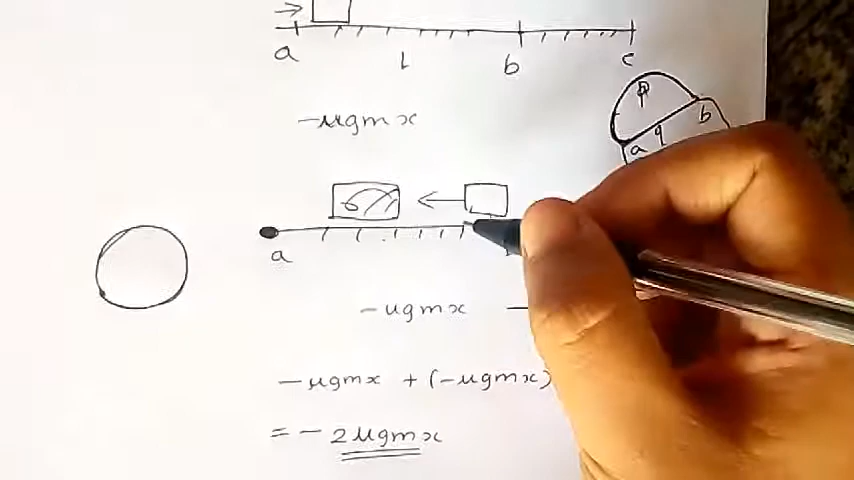 a L b c
p
b
a q
-μgmx
a
-μgmx
-μgmx + (-μgmx)
= - 2μgmx